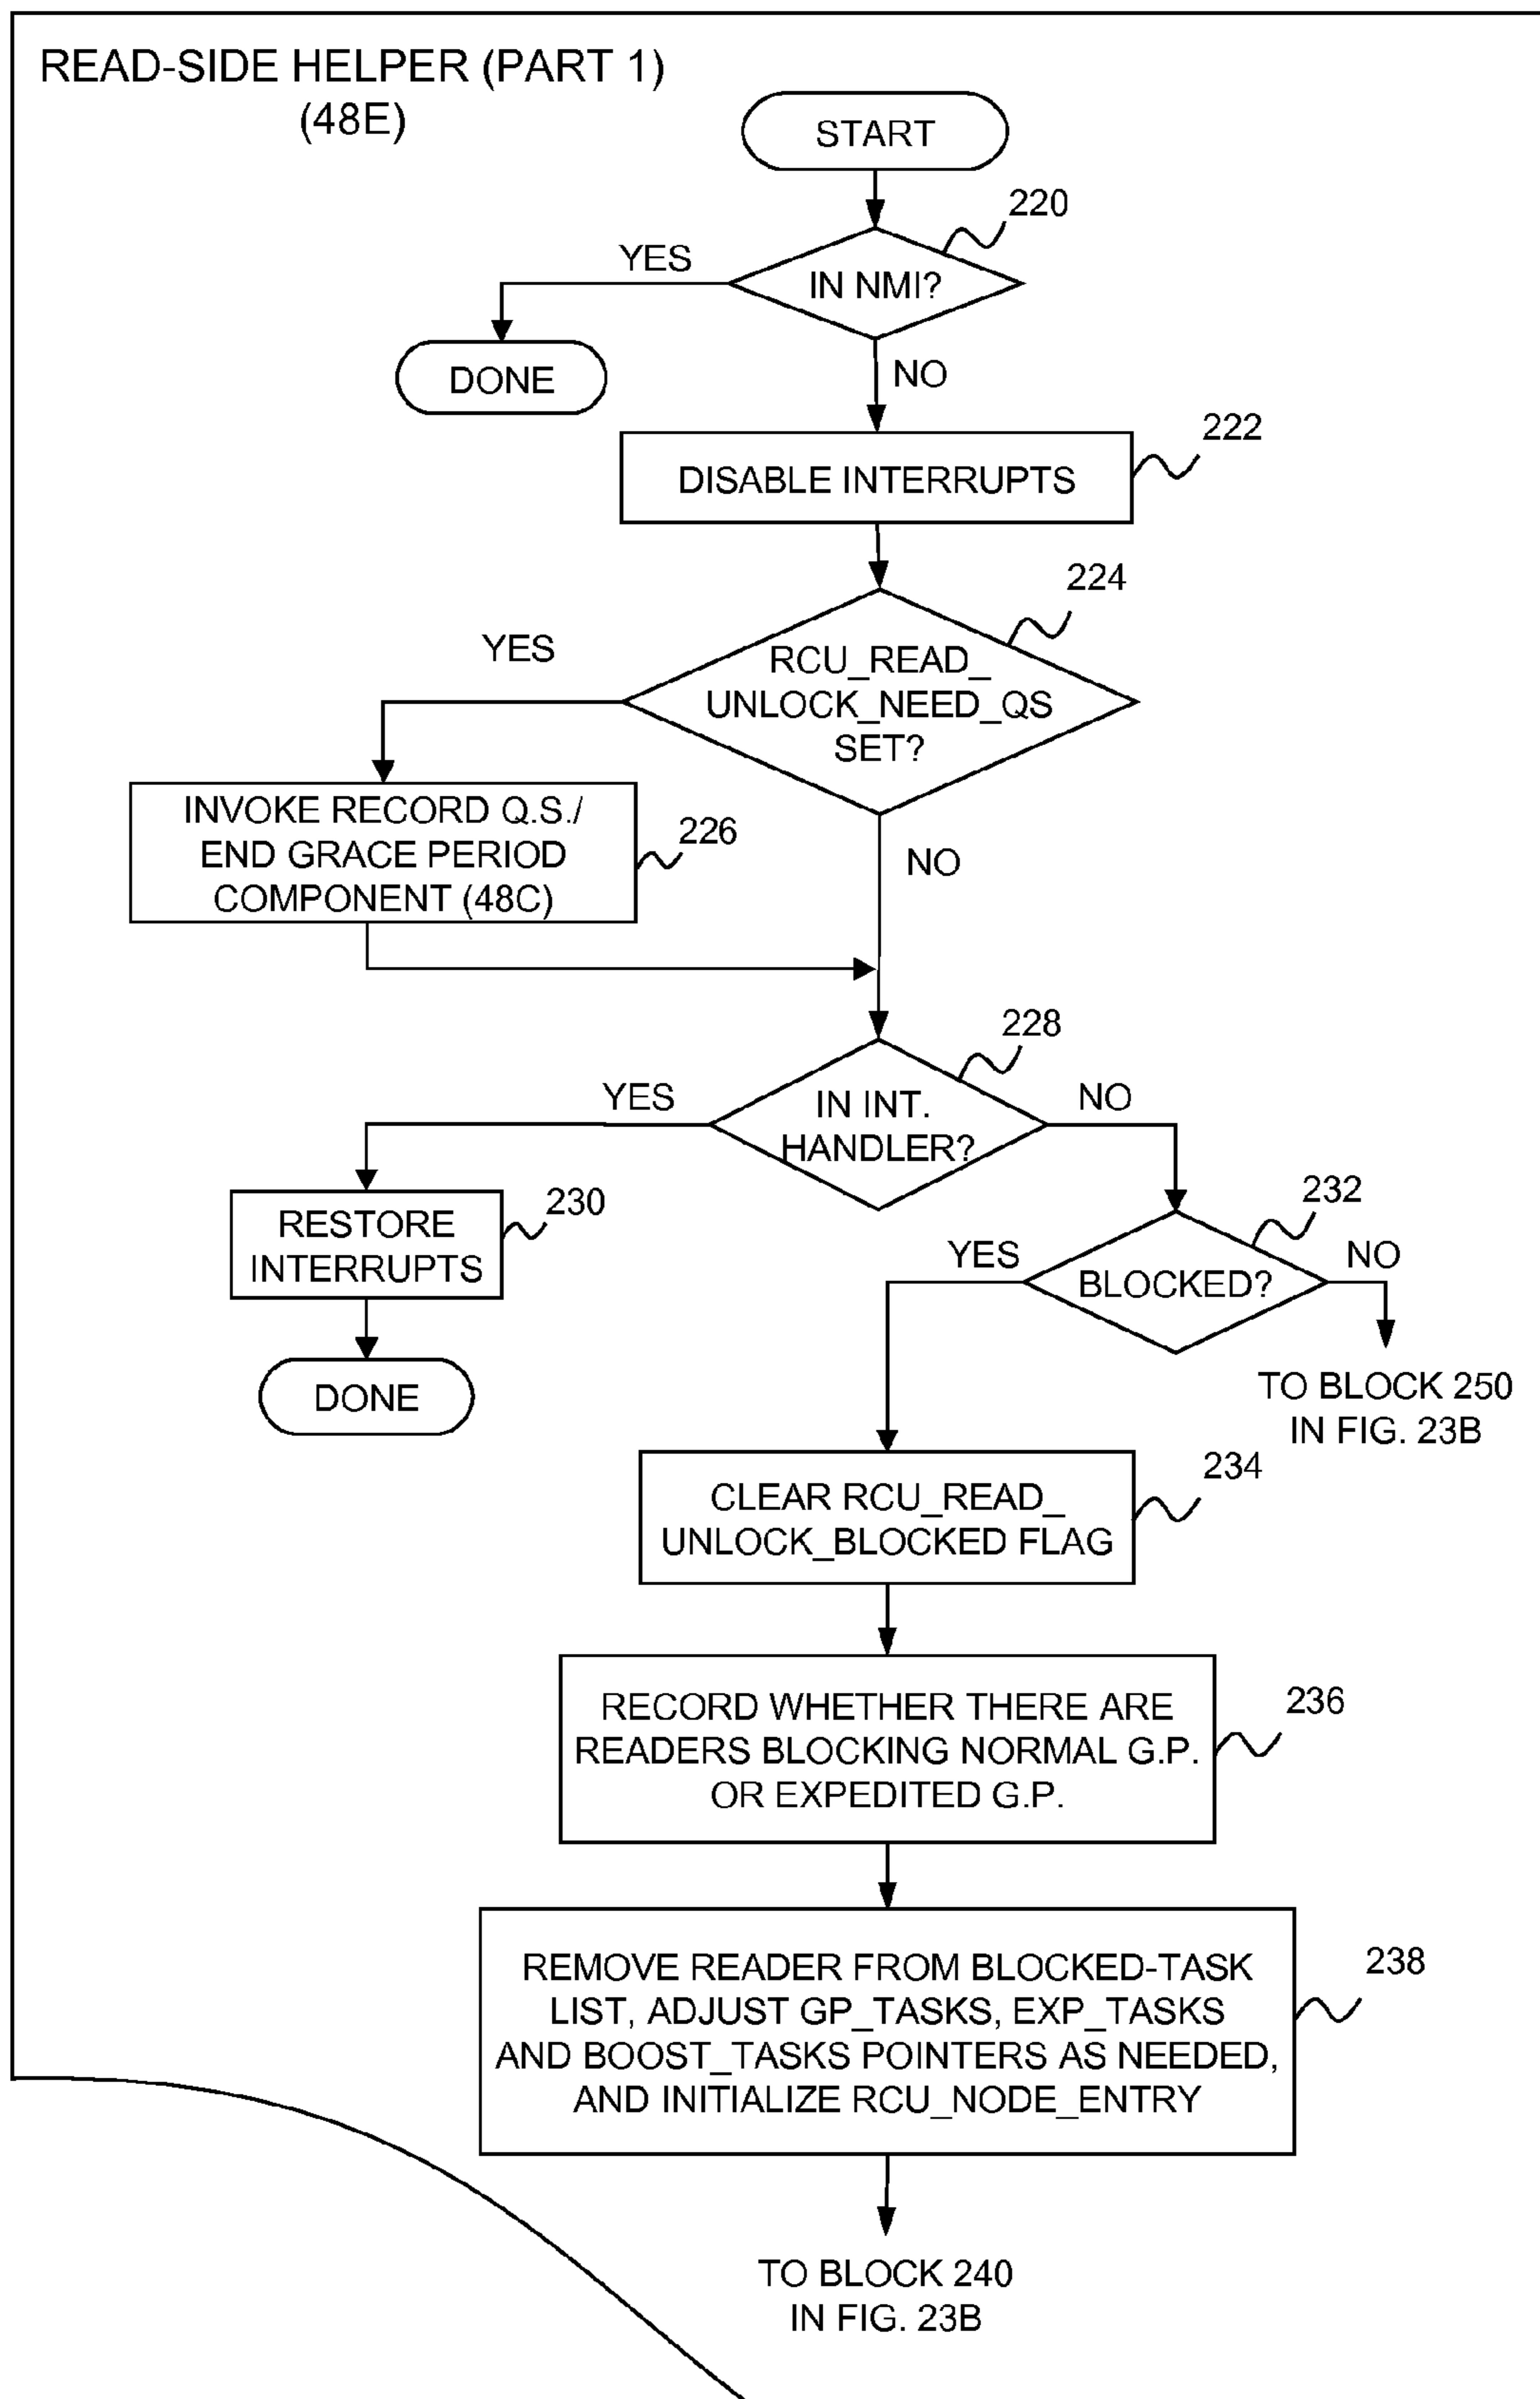 READ-SIDE HELPER (PART 1)
(48E)
START
220
YES
IN NMI?
DONE
NO
222
DISABLE INTERRUPTS
224
YES
RCU_READ_
UNLOCK_NEED_QS
SET?
INVOKE RECORD Q.S./
END GRACE PERIOD
COMPONENT (48C)
226
NO
228
YES
IN INT.
HANDLER?
NO
RESTORE
INTERRUPTS
230
232
YES
BLOCKED?
NO
DONE
TO BLOCK 250
IN FIG. 23B
234
CLEAR RCU_READ_
UNLOCK_BLOCKED FLAG
236
RECORD WHETHER THERE ARE
READERS BLOCKING NORMAL G.P.
OR EXPEDITED G.P.
238
REMOVE READER FROM BLOCKED-TASK
LIST, ADJUST GP_TASKS, EXP_TASKS
AND BOOST_TASKS POINTERS AS NEEDED,
AND INITIALIZE RCU_NODE_ENTRY
TO BLOCK 240
IN FIG. 23B